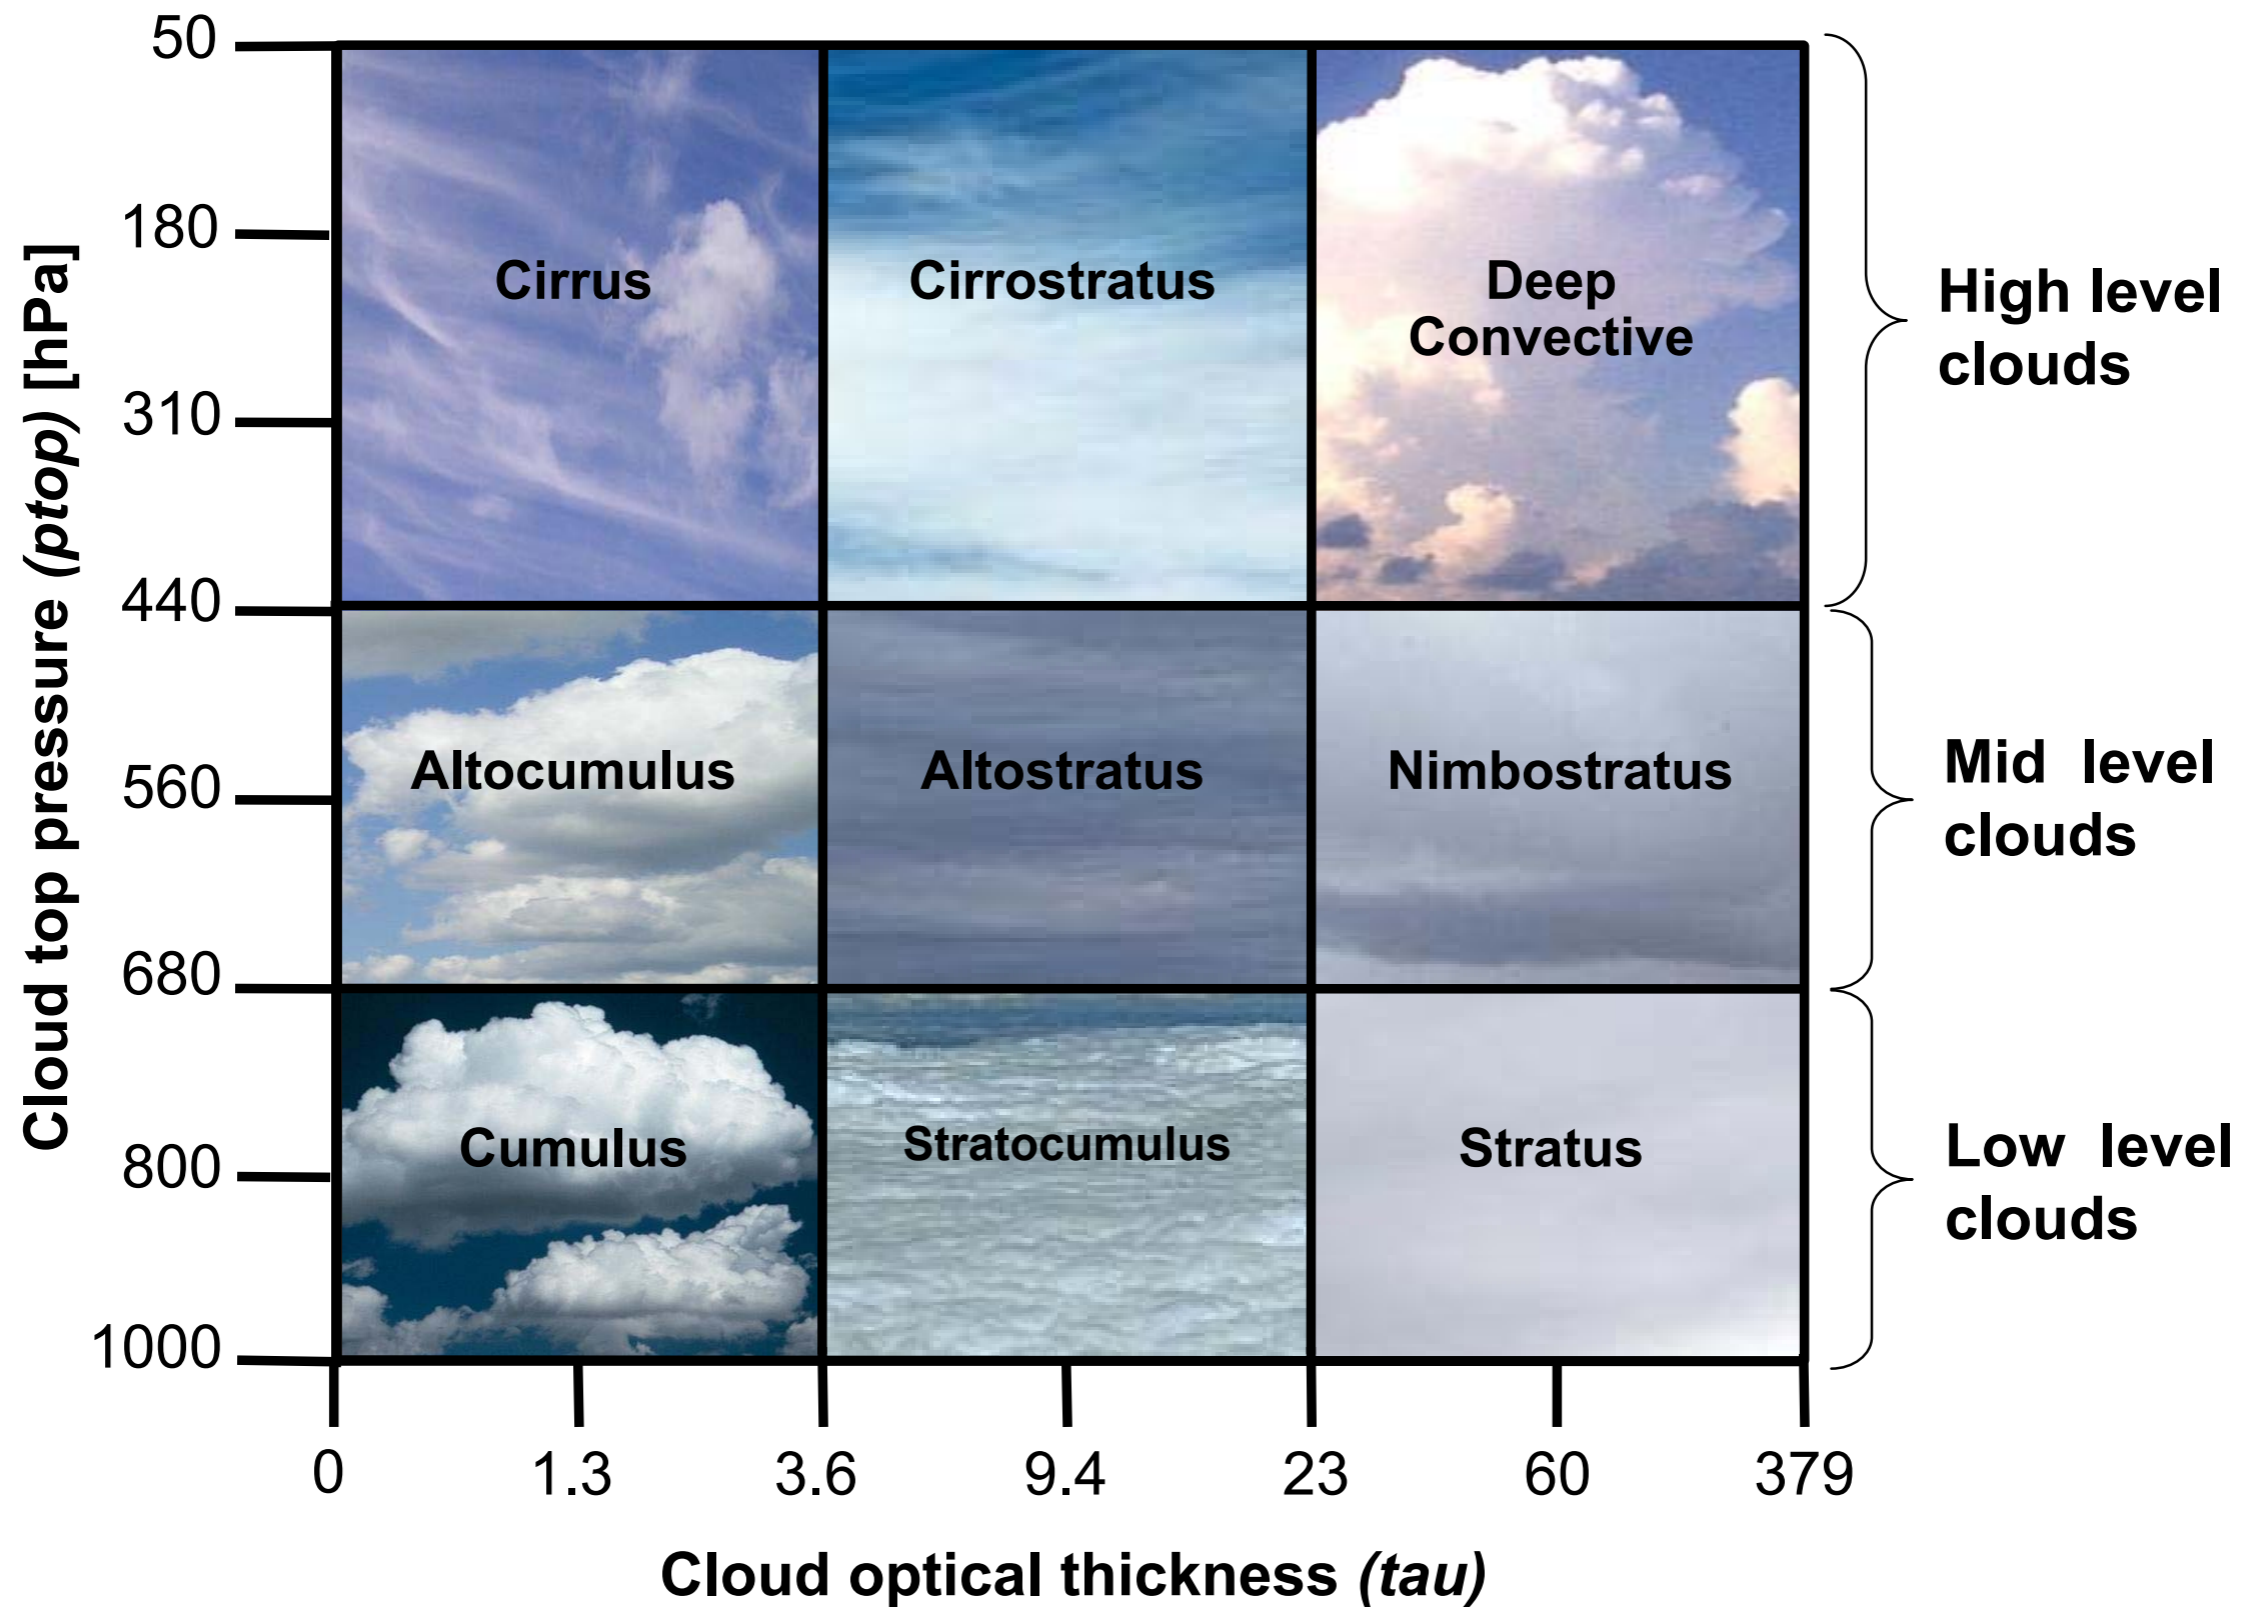 50
180
310
440
560
680
800
1000
Cloud top pressure (ptop) [hPa]
Cirrus
Cirrostratus
Deep
Convective
High level
clouds
Altocumulus
Altostratus
Nimbostratus
Mid level
clouds
Cumulus
Stratocumulus
Stratus
Low level
clouds
0
1.3
3.6
9.4
23
60
379
Cloud optical thickness (tau)